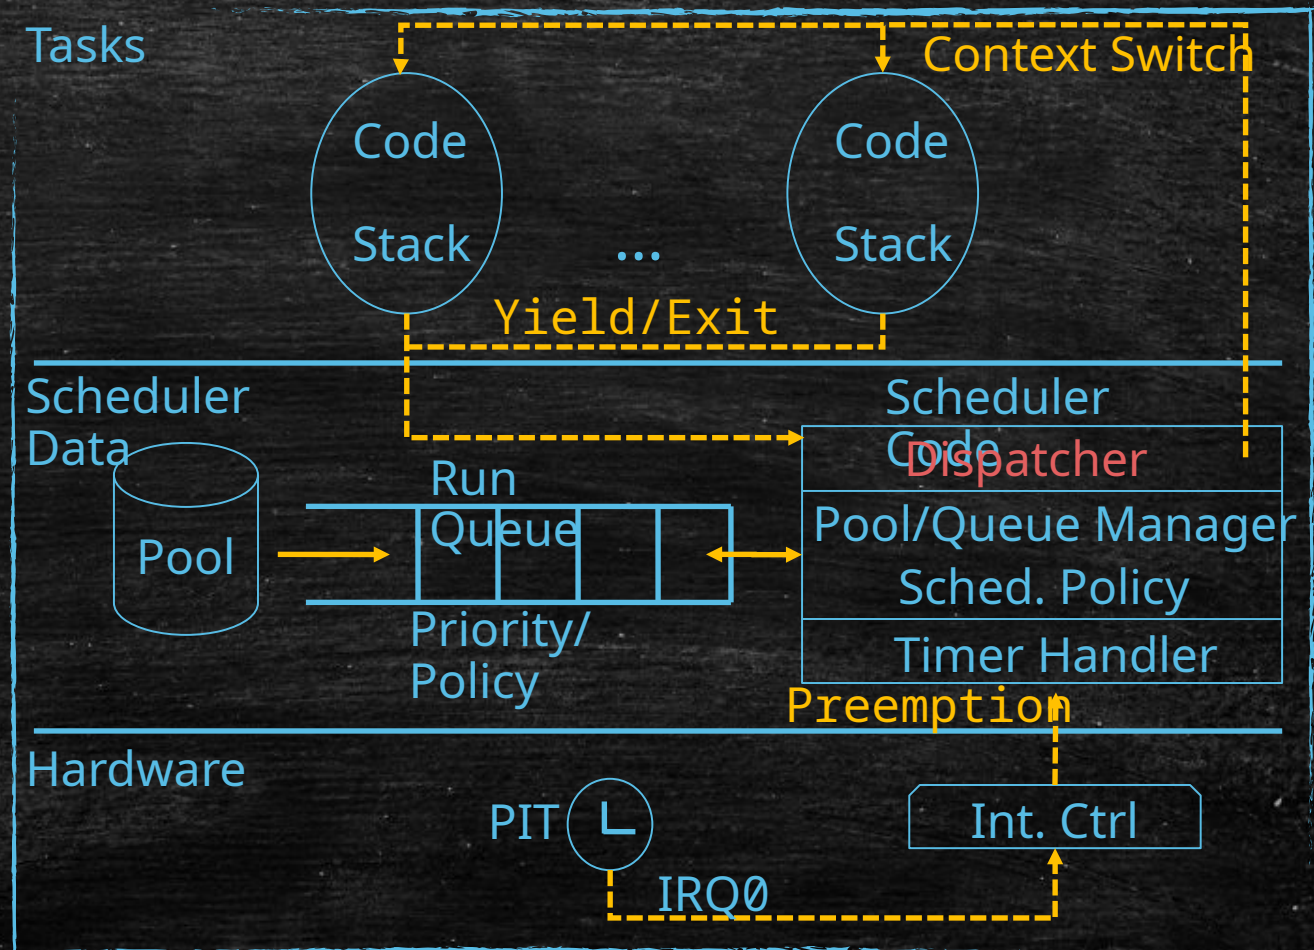 Tasks
Context Switch
Code
Stack
...
Code
Stack
Yield/Exit
Scheduler
Data
Scheduler
Code
Dispatcher
Run
Queue
Pool
Pool/Queue Manager
Sched. Policy
Priority/
Policy
Timer Handler
Preemption
Hardware
PIT
Int. Ctrl
IRQ0